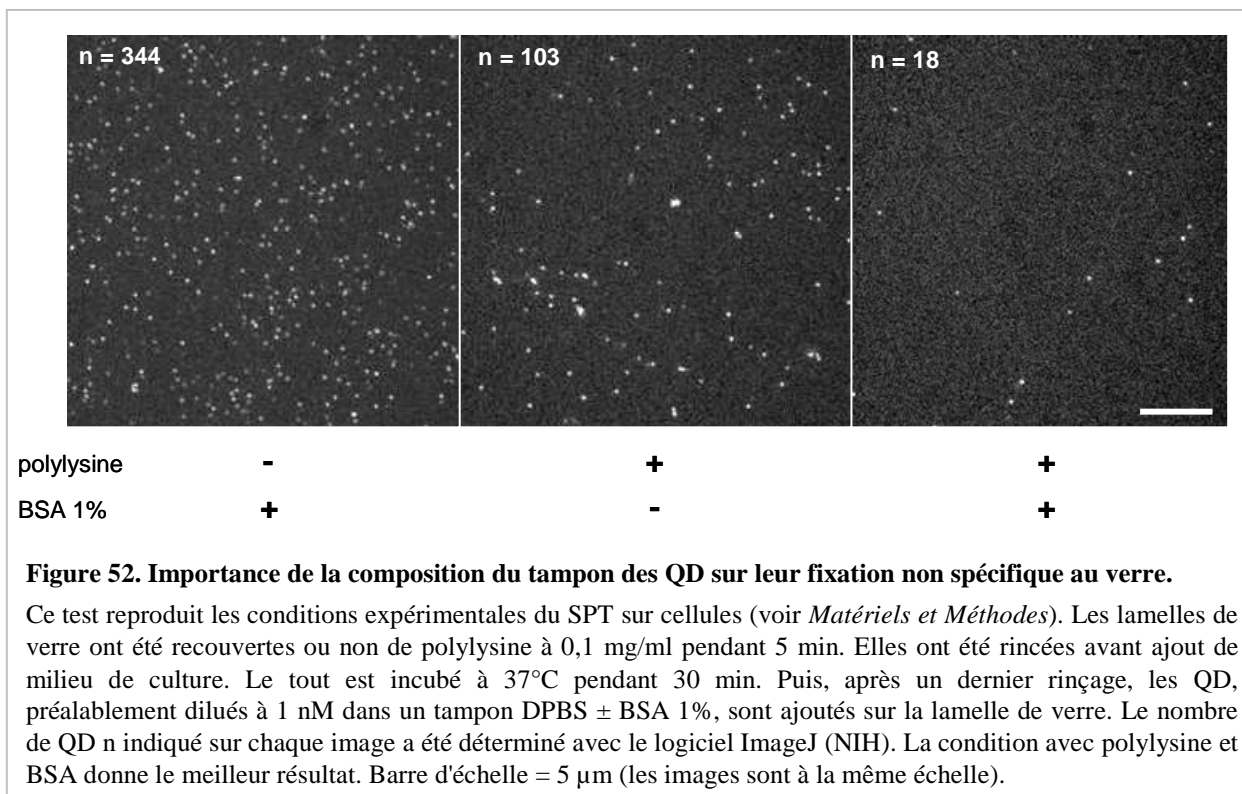 n = 344 n = 103 n = 18
polylysine - + +
BSA 1% + - +
Figure 52. Importance de la composition du tampon des QD sur leur fixation non spécifique au verre.
Ce test reproduit les conditions expérimentales du SPT sur cellules (voir Matériels et Méthodes). Les lamelles de
verre ont été recouvertes ou non de polylysine à 0,1 mg/ml pendant 5 min. Elles ont été rincées avant ajout de
milieu de culture. Le tout est incubé à 37°C pendant 30 min. Puis, après un dernier rinçage, les QD,
préalablement dilués à 1 nM dans un tampon DPBS ± BSA 1%, sont ajoutés sur la lamelle de verre. Le nombre
de QD n indiqué sur chaque image a été déterminé avec le logiciel ImageJ (NIH). La condition avec polylysine et
BSA donne le meilleur résultat. Barre d'échelle = 5 µm (les images sont à la même échelle).